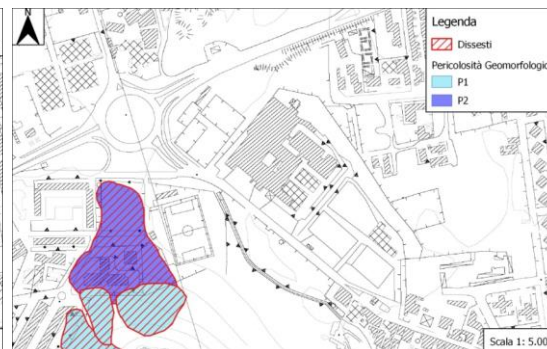 N
Legenda
Dissesti
Pericolosità Geomorfologic
P1
P2
Scala 1: 5.00